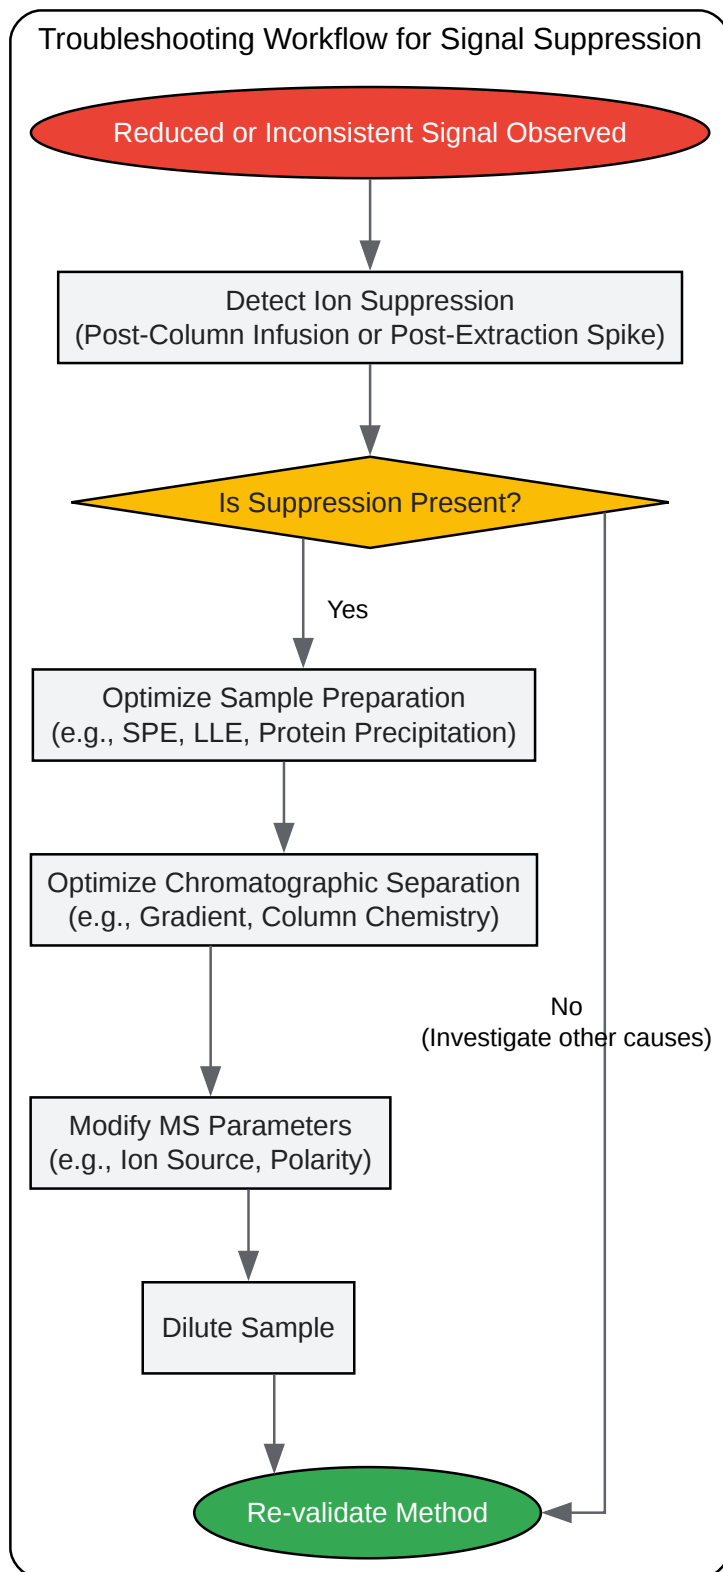 Troubleshooting Workflow for Signal Suppression
Reduced or Inconsistent Signal Observed
Detect Ion Suppression
(Post-Column Infusion or Post-Extraction Spike)
Is Suppression Present?
Yes
Optimize Sample Preparation
(e.g., SPE, LLE, Protein Precipitation)
Optimize Chromatographic Separation
(e.g., Gradient, Column Chemistry)
No
(Investigate other causes)
Modify MS Parameters
(e.g., Ion Source, Polarity)
Dilute Sample
Re-validate Method